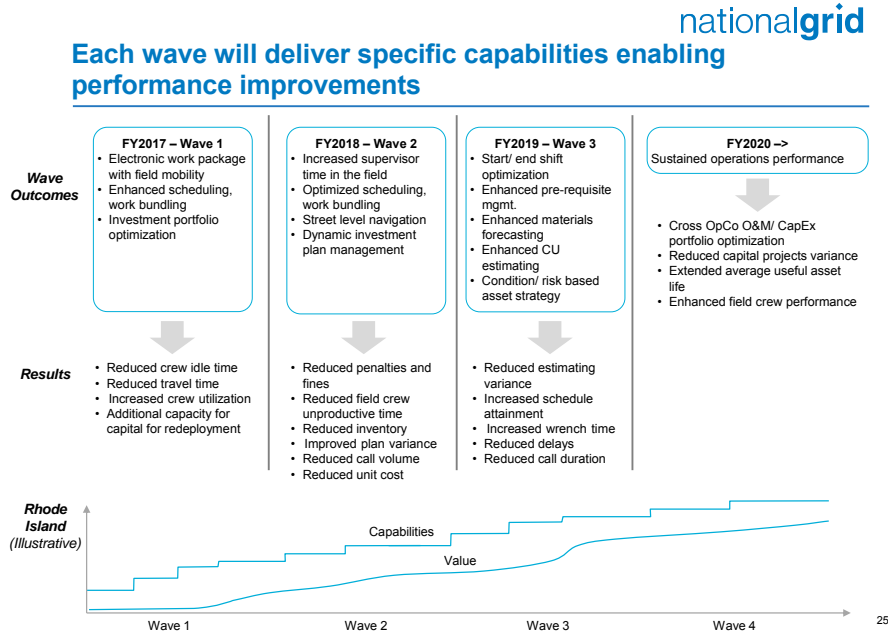 nationalgrid
Each wave will deliver specific capabilities enabling
performance improvements
Wave
Outcomes
FY2017 – Wave 1
• Electronic work package
with field mobility
• Enhanced scheduling,
work bundling
• Investment portfolio
optimization
FY2018 – Wave 2
• Increased supervisor
time in the field
• Optimized scheduling,
work bundling
• Street level navigation
• Dynamic investment
plan management
FY2019 – Wave 3
• Start/ end shift
optimization
• Enhanced pre-requisite
mgmt.
• Enhanced materials
forecasting
• Enhanced CU
estimating
• Condition/ risk based
asset strategy
FY2020 –>
Sustained operations performance
• Cross OpCo O&M/ CapEx
portfolio optimization
• Reduced capital projects variance
• Extended average useful asset
life
• Enhanced field crew performance
Results
• Reduced crew idle time
• Reduced travel time
• Increased crew utilization
• Additional capacity for
capital for redeployment
• Reduced penalties and
fines
• Reduced field crew
unproductive time
• Reduced inventory
• Improved plan variance
• Reduced call volume
• Reduced unit cost
• Reduced estimating
variance
• Increased schedule
attainment
• Increased wrench time
• Reduced delays
• Reduced call duration
Rhode
Island
(Illustrative)
Capabilities
Value
Wave 1
Wave 2
Wave 3
Wave 4
25